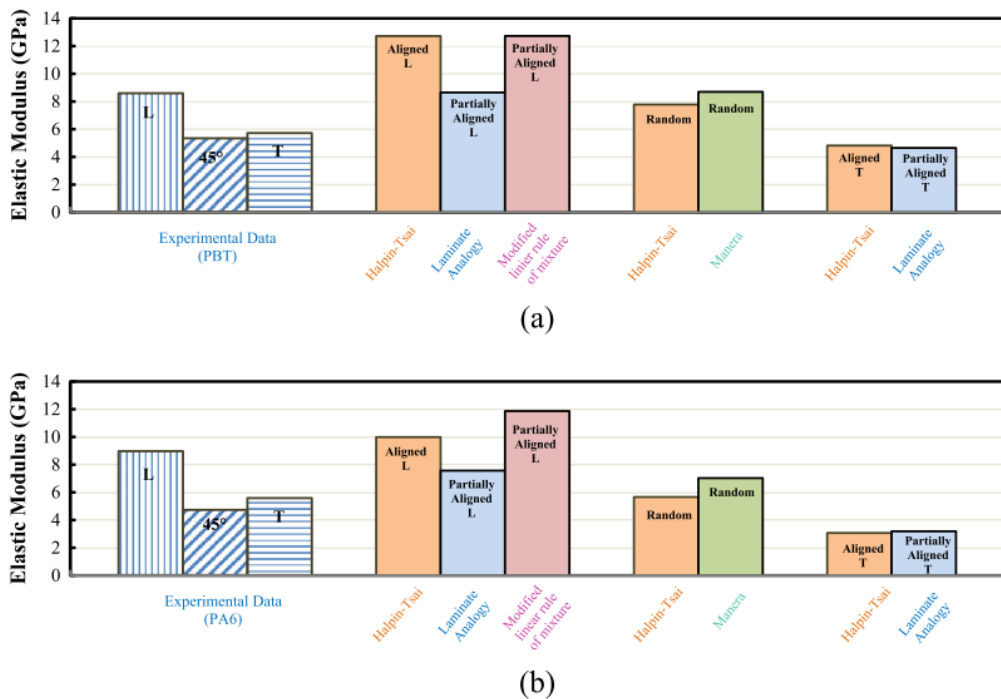 Elastic Modulus (GPa)
14
12
10
8
6
4
2
0
L
45°
T
Aligned
L
Partially
Aligned
L
Partially
Aligned
L
Random
Random
Aligned
T
Partially
Aligned
T
Experimental Data
(PBT)
Halpin-Tsai
Laminate
Analogy
Modified
linier rule
of mixture
Halpin-Tsai
Manera
Halpin-Tsai
Laminate
Analogy
(a)
Elastic Modulus (GPa)
14
12
10
8
6
4
2
0
L
45°
T
Aligned
L
Partially
Aligned
L
Partially
Aligned
L
Random
Random
Aligned
T
Partially
Aligned
T
Experimental Data
(PA6)
Halpin-Tsai
Laminate
Analogy
Modified
linear rule
of mixture
Halpin-Tsai
Manera
Halpin-Tsai
Laminate
Analogy
(b)